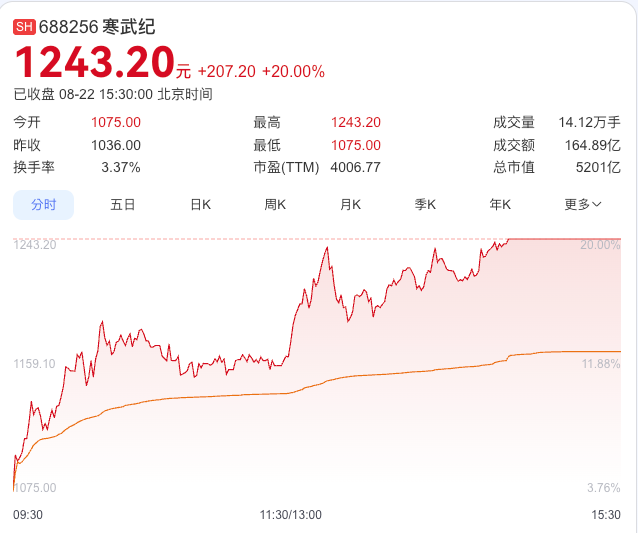 SH 688256 寒武纪
1243.20元 +207.20 +20.00%
已收盘 08-22 15:30:00 北京时间
今开 1075.00 最高 1243.20 成交量 14.12万手
昨收 1036.00 最低 1075.00 成交额 164.89亿
换手率 3.37% 市盈(TTM) 4006.77 总市值 5201亿
分时 五日 日K 周K 月K 季K 年K 更多
1243.20 20.00%
1159.10 11.88%
1075.00 3.76%
09:30 11:30/13:00 15:30